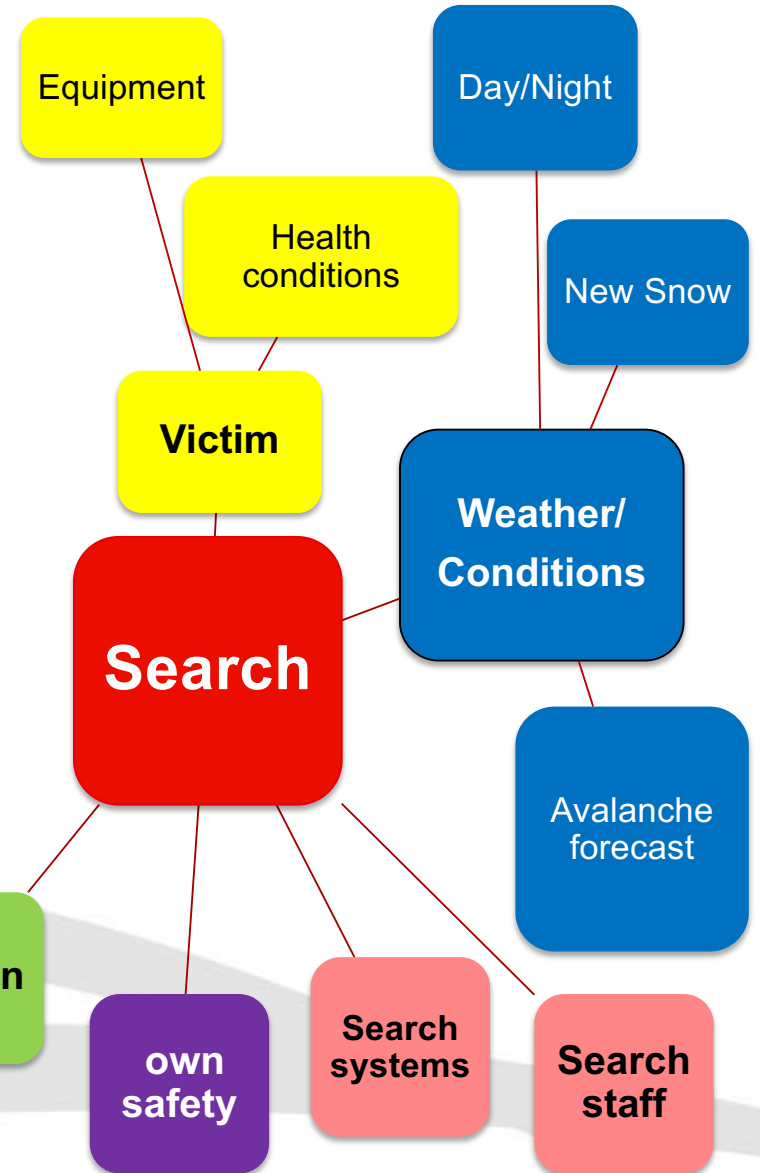 Equipment
Day/Night
Health
conditions
New Snow
Victim
Weather/
Conditions
Search
Avalanche
forecast
n
own
safety
Search
systems
Search
staff